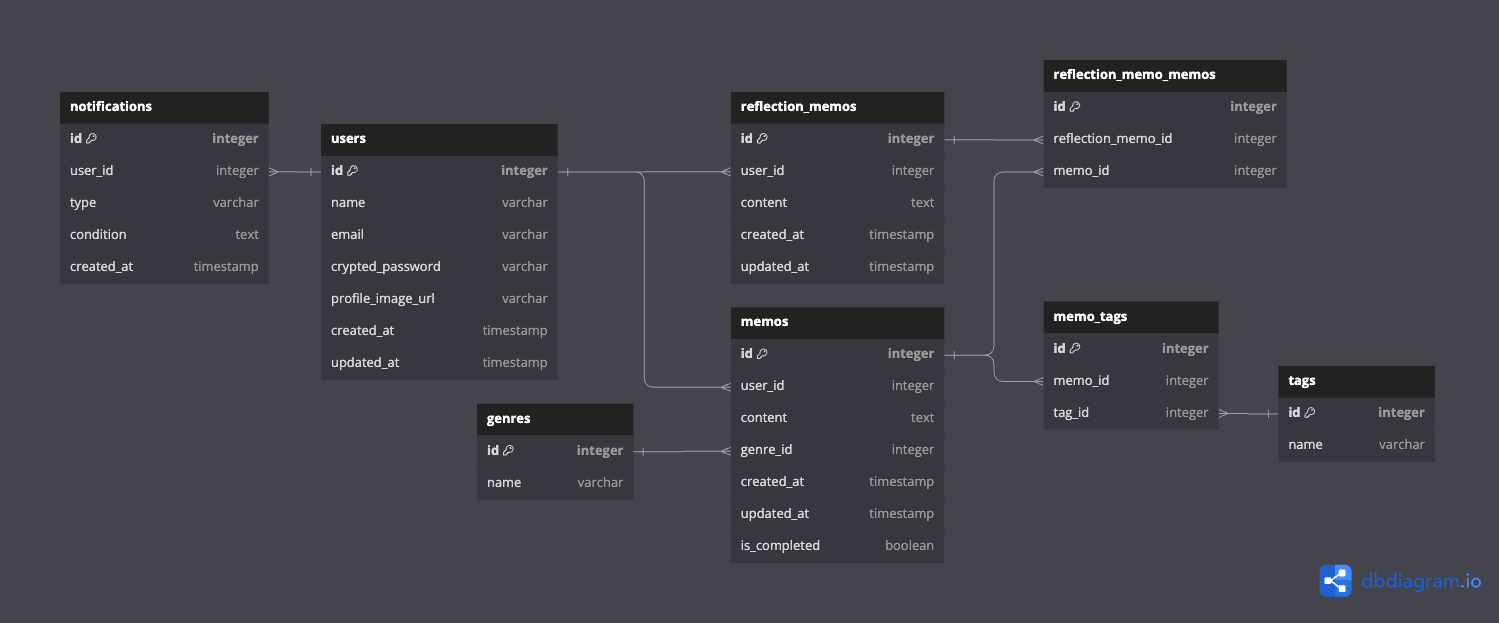 notifications
id integer
user_id integer
type varchar
condition text
created_at timestamp
users
id integer
name varchar
email varchar
crypted_password varchar
profile_image_url varchar
created_at timestamp
updated_at timestamp
genres
id integer
name varchar
reflection_memos
id integer
user_id integer
content text
created_at timestamp
updated_at timestamp
memos
id integer
user_id integer
content text
genre_id integer
created_at timestamp
updated_at timestamp
is_completed boolean
reflection_memo_memos
id integer
reflection_memo_id integer
memo_id integer
memo_tags
id integer
memo_id integer
tag_id integer
tags
id integer
name varchar
dbdiagram.io